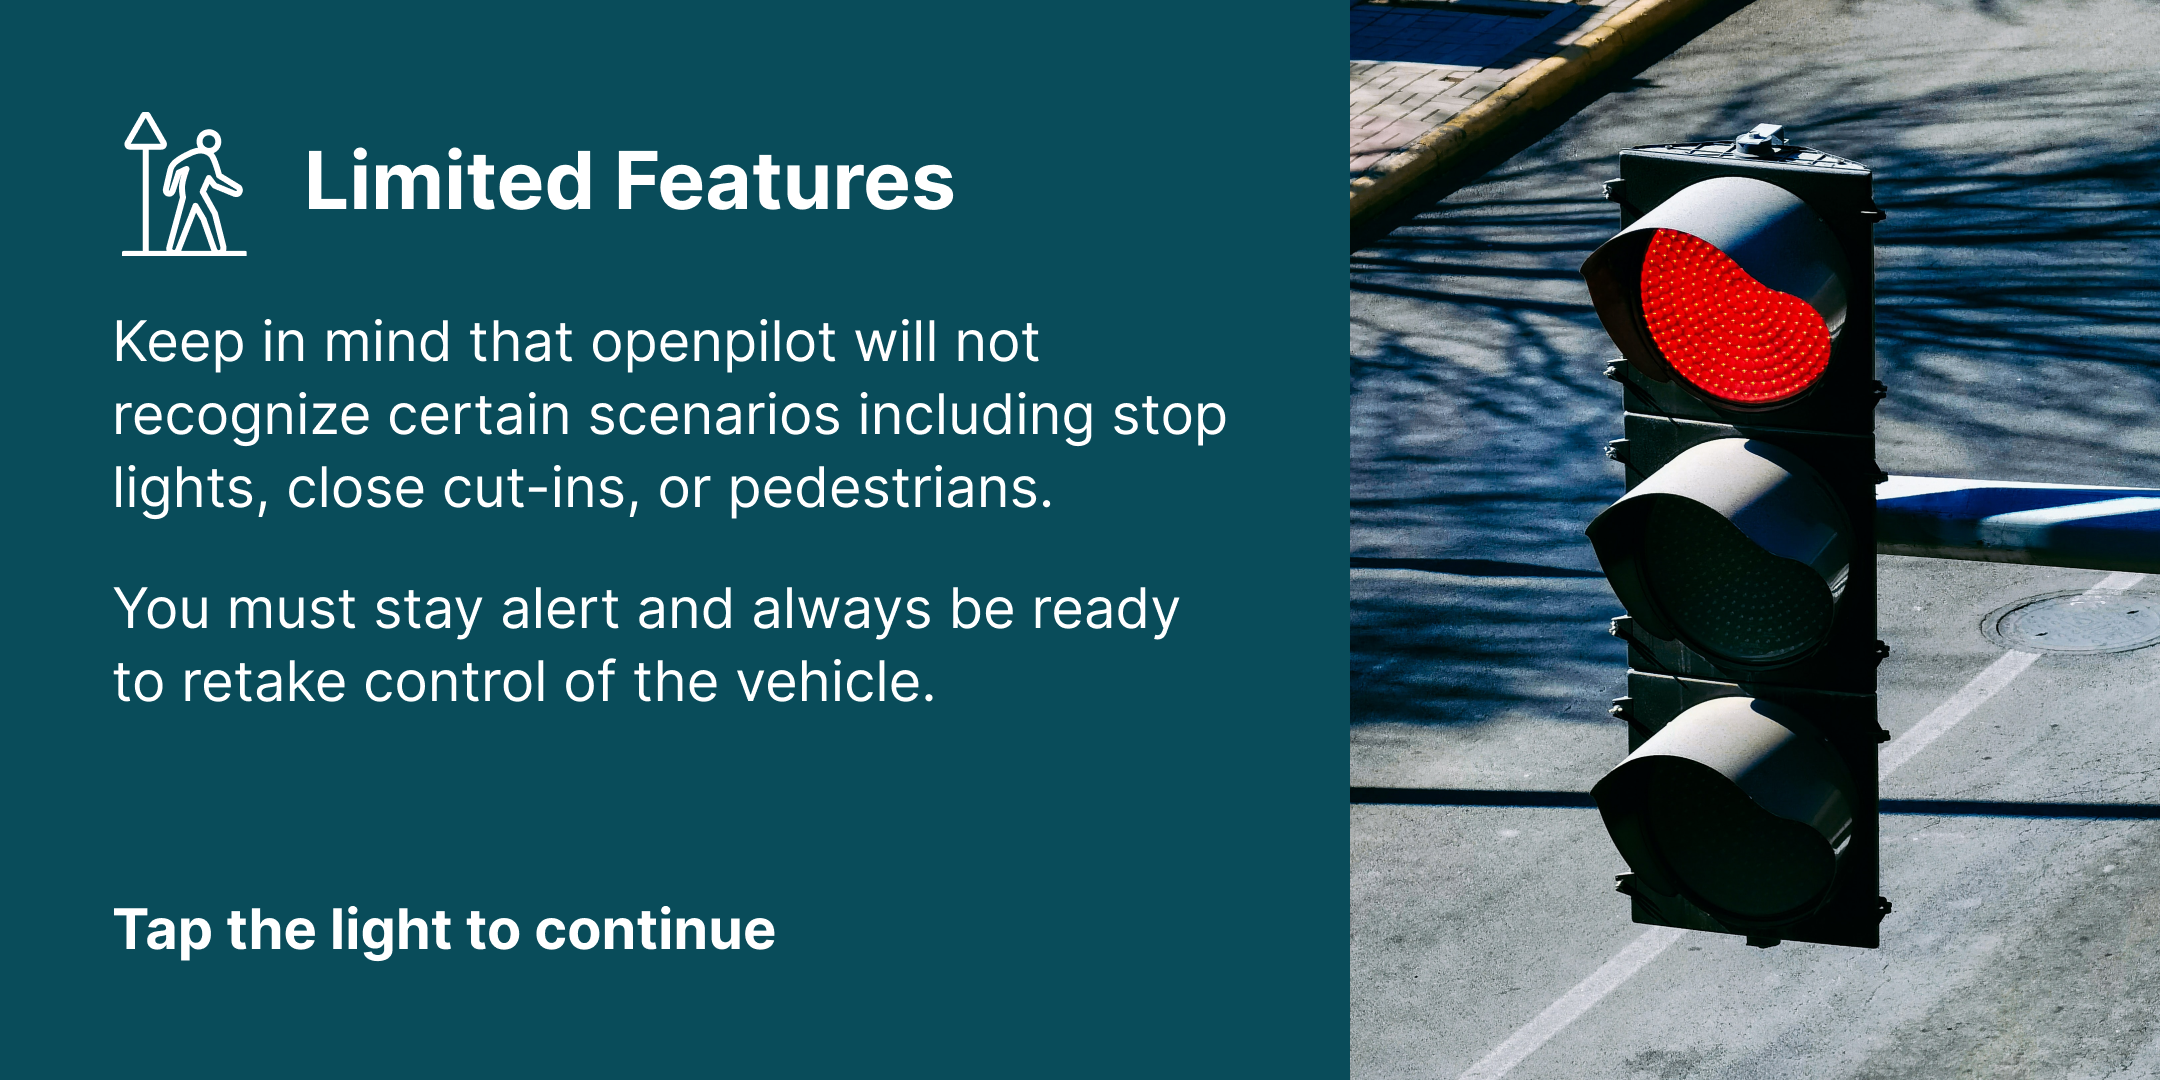 Limited Features
Keep in mind that openpilot will not
recognize certain scenarios including stop
lights, close cut-ins, or pedestrians.
You must stay alert and always be ready
to retake control of the vehicle.
Tap the light to continue